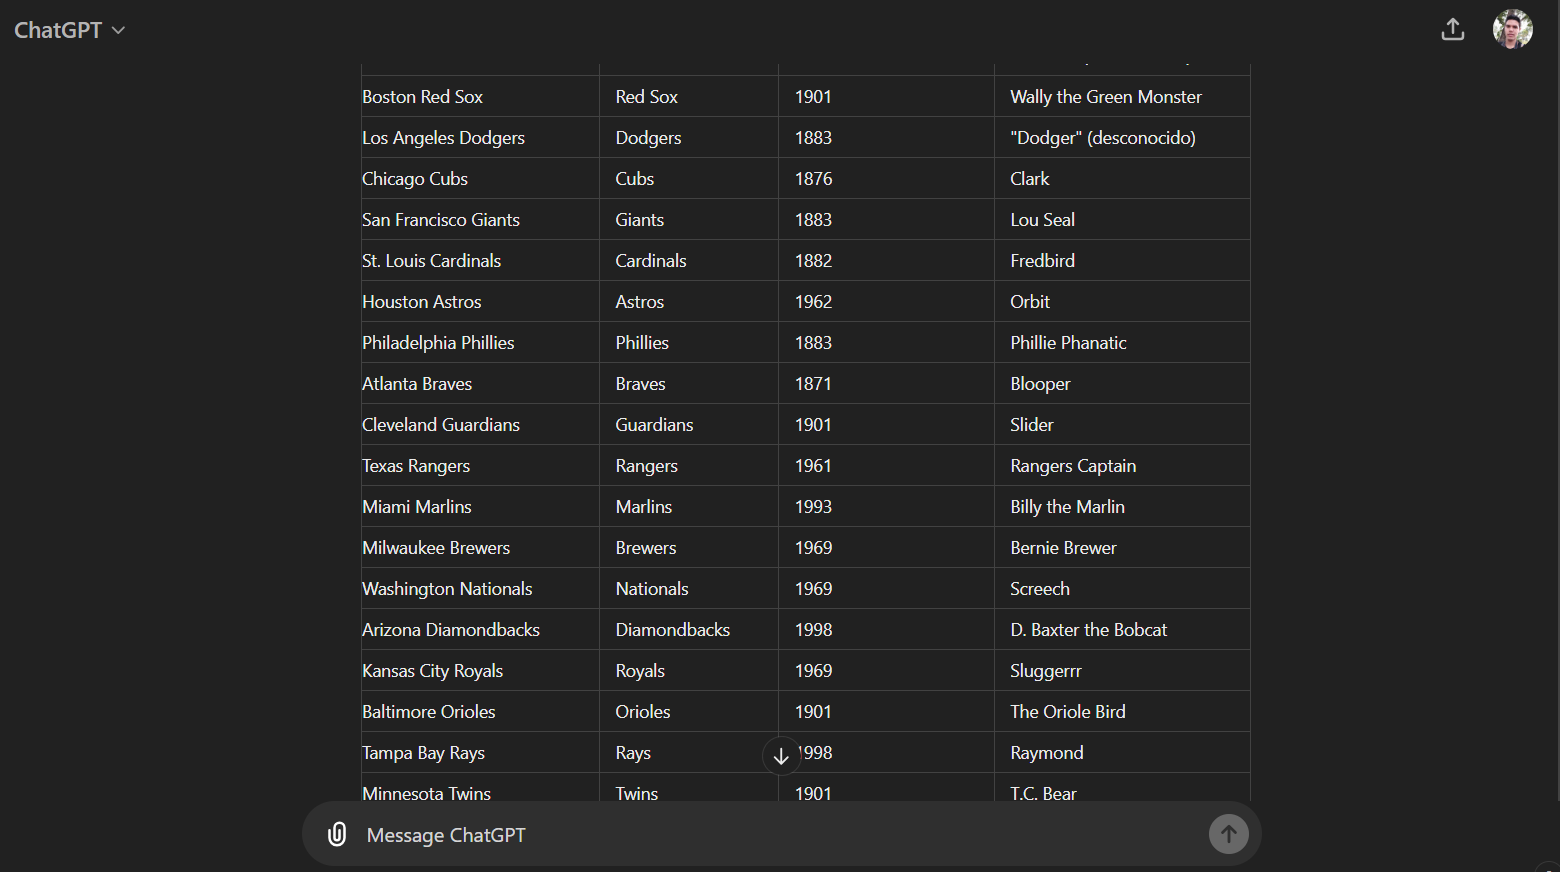 ChatGPT
Boston Red Sox Red Sox 1901 Wally the Green Monster
Los Angeles Dodgers Dodgers 1883 "Dodger" (desconocido)
Chicago Cubs Cubs 1876 Clark
San Francisco Giants Giants 1883 Lou Seal
St. Louis Cardinals Cardinals 1882 Fredbird
Houston Astros Astros 1962 Orbit
Philadelphia Phillies Phillies 1883 Phillie Phanatic
Atlanta Braves Braves 1871 Blooper
Cleveland Guardians Guardians 1901 Slider
Texas Rangers Rangers 1961 Rangers Captain
Miami Marlins Marlins 1993 Billy the Marlin
Milwaukee Brewers Brewers 1969 Bernie Brewer
Washington Nationals Nationals 1969 Screech
Arizona Diamondbacks Diamondbacks 1998 D. Baxter the Bobcat
Kansas City Royals Royals 1969 Sluggerrr
Baltimore Orioles Orioles 1901 The Oriole Bird
Tampa Bay Rays Rays 1998 Raymond
Minnesota Twins Twins 1901 T.C. Bear
Message ChatGPT